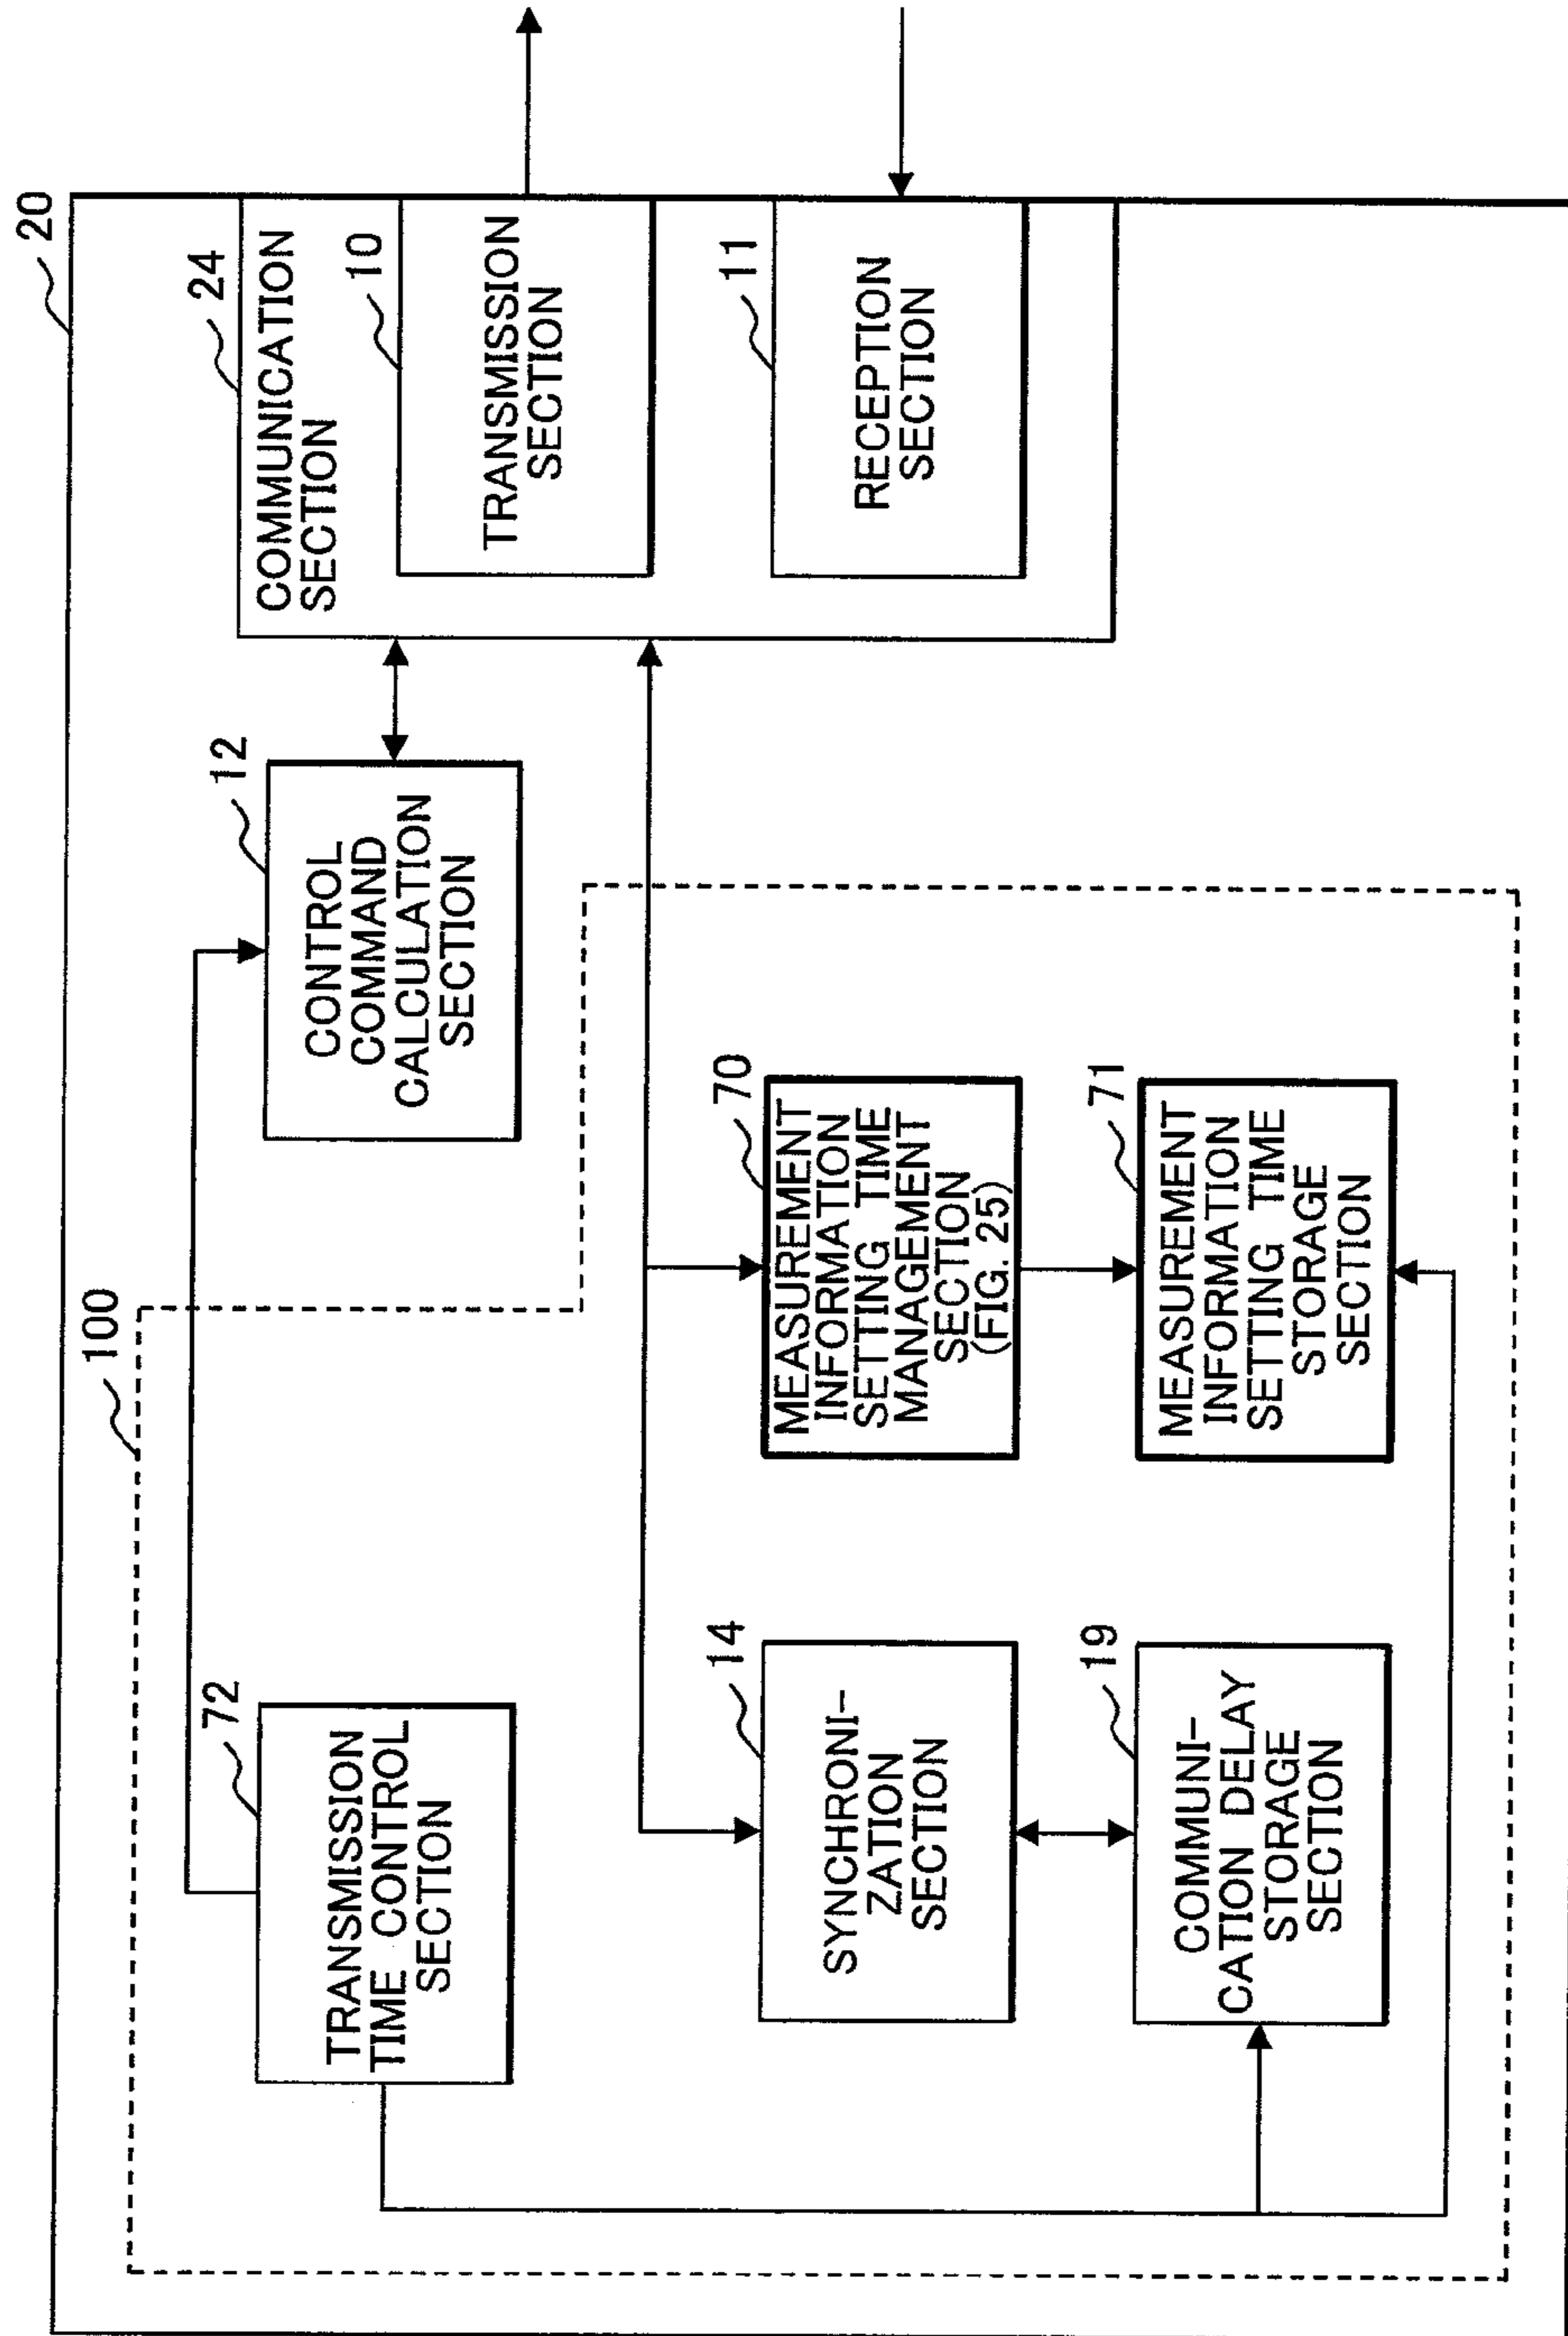 20
24
COMMUNICATION
SECTION
10
TRANSMISSION
SECTION
11
RECEPTION
SECTION
12
CONTROL
COMMAND
CALCULATION
SECTION
100
72
TRANSMISSION
TIME CONTROL
SECTION
70
MEASUREMENT
INFORMATION
SETTING TIME
MANAGEMENT
SECTION
(FIG. 25)
71
MEASUREMENT
INFORMATION
SETTING TIME
STORAGE
SECTION
14
SYNCHRONI-
ZATION
SECTION
19
COMMUNI-
CATION DELAY
STORAGE
SECTION